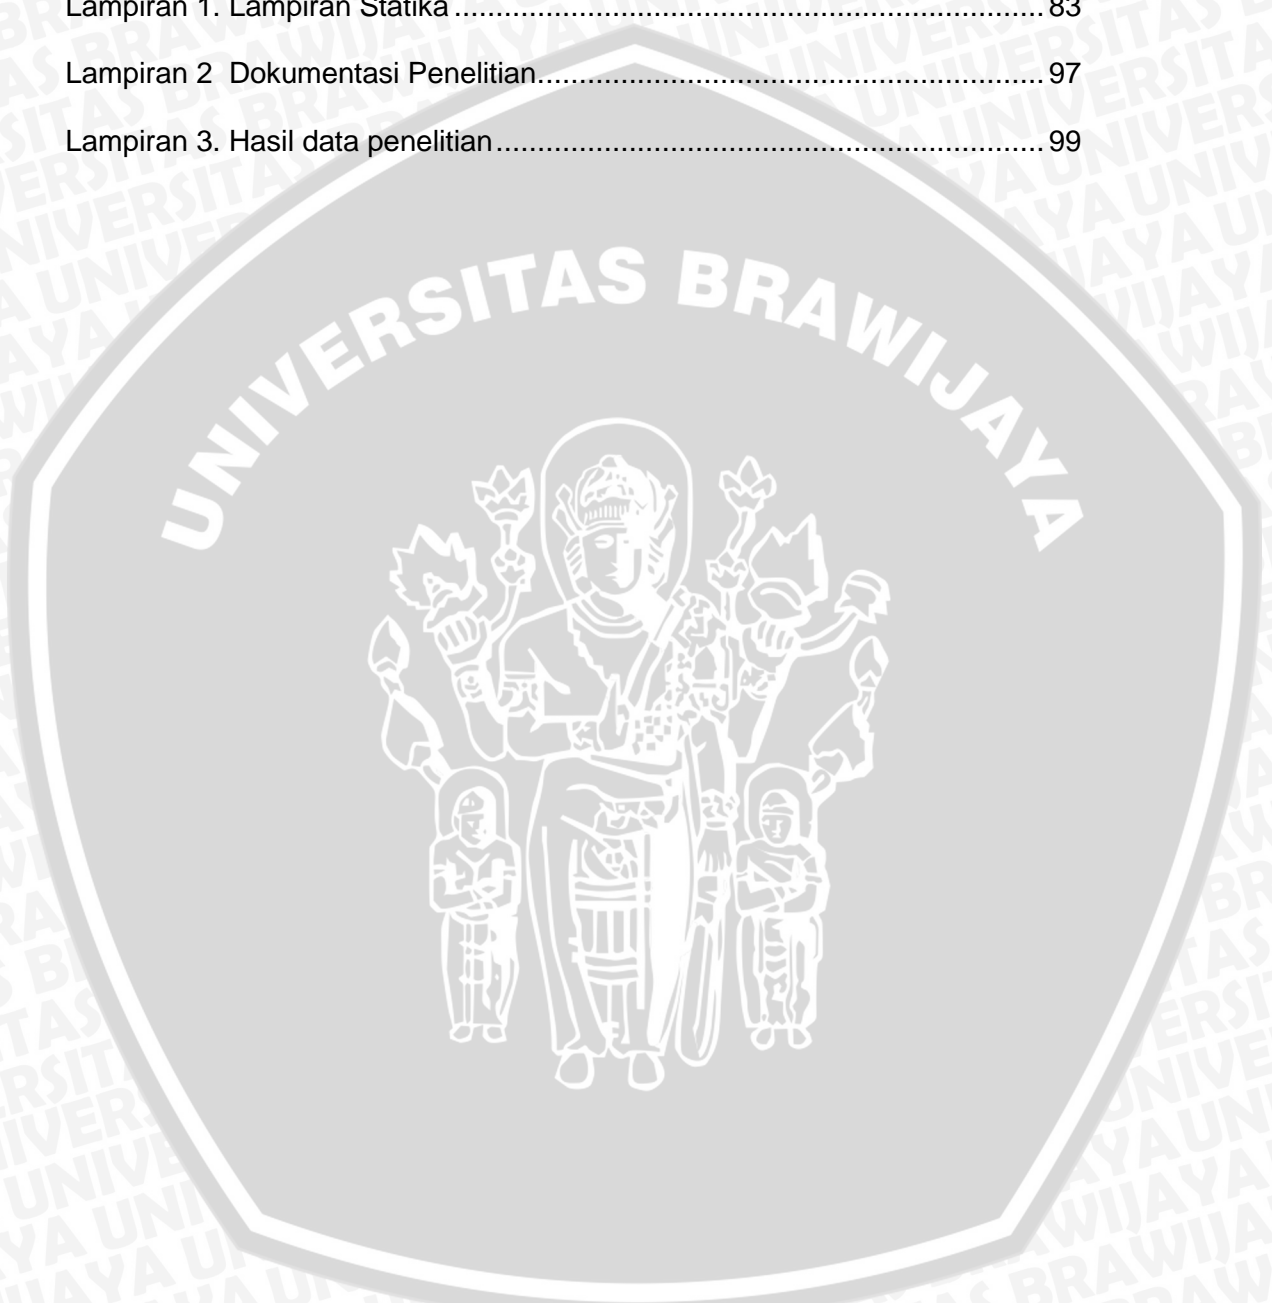 Lampiran 1. Lampiran Statika ........................................................................ 83
Lampiran 2  Dokumentasi Penelitian.............................................................. 97
Lampiran 3. Hasil data penelitian ................................................................... 99
UNIVERSITAS BRAWIJAYA